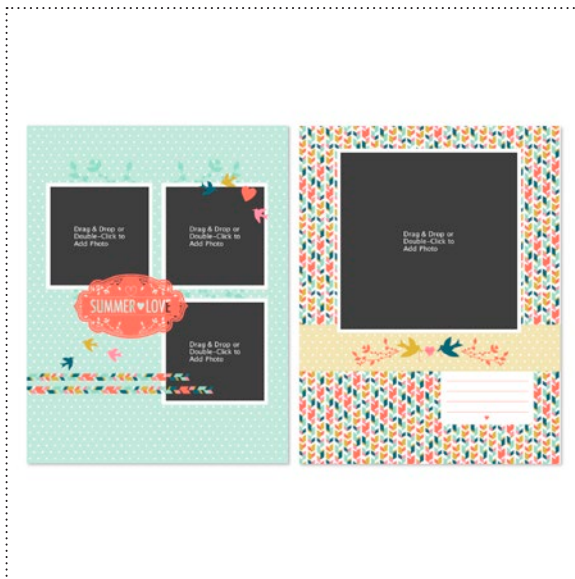 Drag & Drop or
Double-Click to
Add Photo
Drag & Drop or
Double-Click to
Add Photo
SUMMER♥LOVE
Drag & Drop or
Double-Click to
Add Photo
Drag & Drop or
Double-Click to
Add Photo